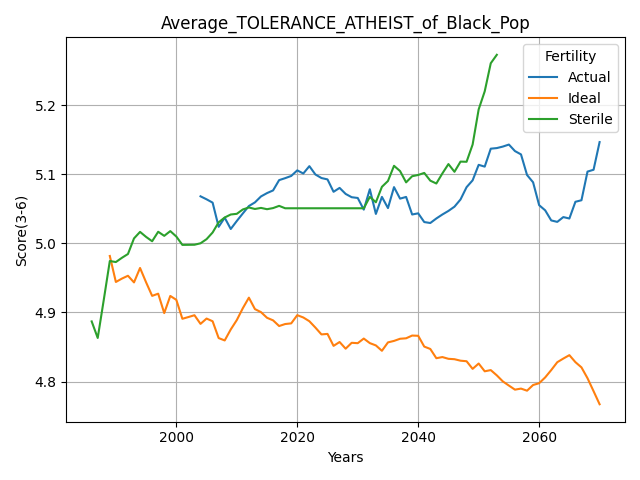 Average_TOLERANCE_ATHEIST_of_Black_Pop
Fertility
Actual
Ideal
Sterile
Score(3-6)
5.2
5.1
5.0
4.9
4.8
2000
2020
2040
2060
Years